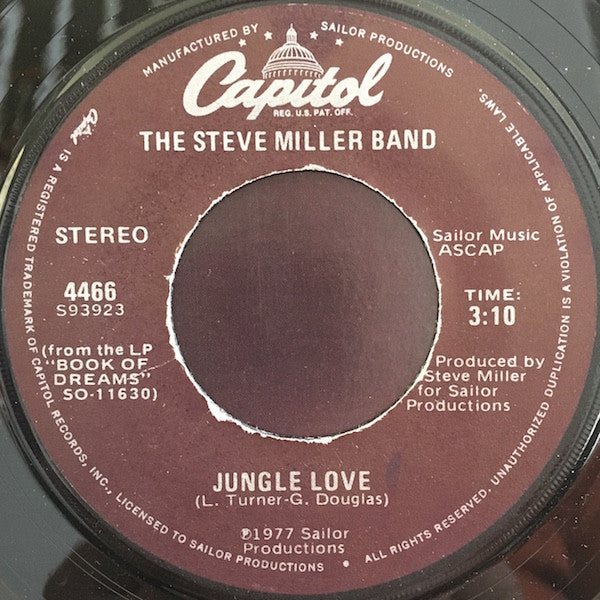 MANUFACTURED BY ★ ★ SAILOR PRODUCTIONS
Capitol
REG. U.S. PAT. OFF.
THE STEVE MILLER BAND
STEREO
4466
S93923
(from the LP
"BOOK OF
DREAMS"
SO-11630)
Sailor Music
ASCAP
TIME:
3:10
Produced by
Steve Miller
for Sailor
Productions
JUNGLE LOVE
(L. Turner-G. Douglas)
℗1977 Sailor
Productions
Capitol IS A REGISTERED TRADEMARK OF CAPITOL RECORDS, INC., LICENSED TO SAILOR PRODUCTIONS • ALL RIGHTS RESERVED. UNAUTHORIZED DUPLICATION IS A VIOLATION OF APPLICABLE LAWS.